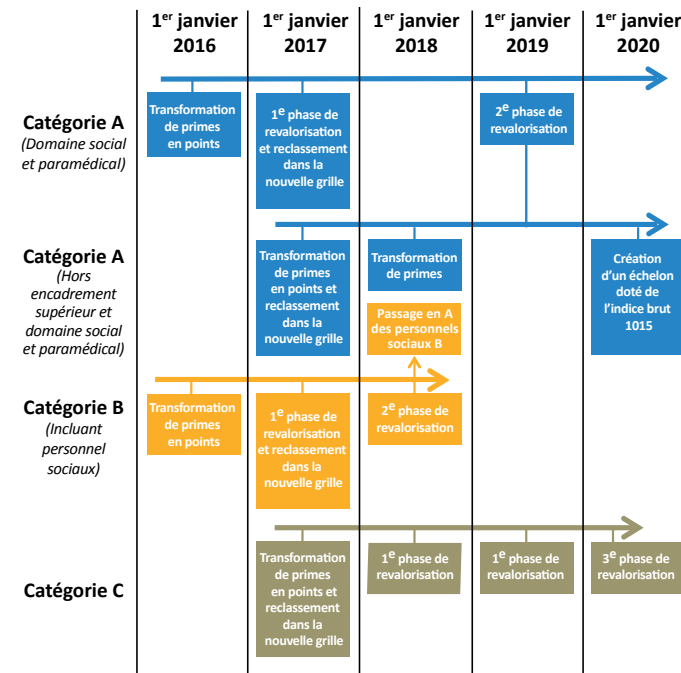 1er janvier
2016
1er janvier
2017
1er janvier
2018
1er janvier
2019
1er janvier
2020
Catégorie A
(Domaine social
et paramédical)
Transformation
de primes
en points
1e phase de
revalorisation
et reclassement
dans la
nouvelle grille
2e phase de
revalorisation
Catégorie A
(Hors
encadrement
supérieur et
domaine social
et paramédical)
Transformation
de primes
en points et
reclassement
dans la
nouvelle grille
Transformation
de primes
Création
d'un échelon
doté de
l'indice brut
1015
Passage en A
des personnels
sociaux B
Catégorie B
(Incluant
personnel
sociaux)
Transformation
de primes
en points
1e phase de
revalorisation
et reclassement
dans la
nouvelle grille
2e phase de
revalorisation
Catégorie C
Transformation
de primes
en points et
reclassement
dans la
nouvelle grille
1e phase de
revalorisation
1e phase de
revalorisation
3e phase de
revalorisation